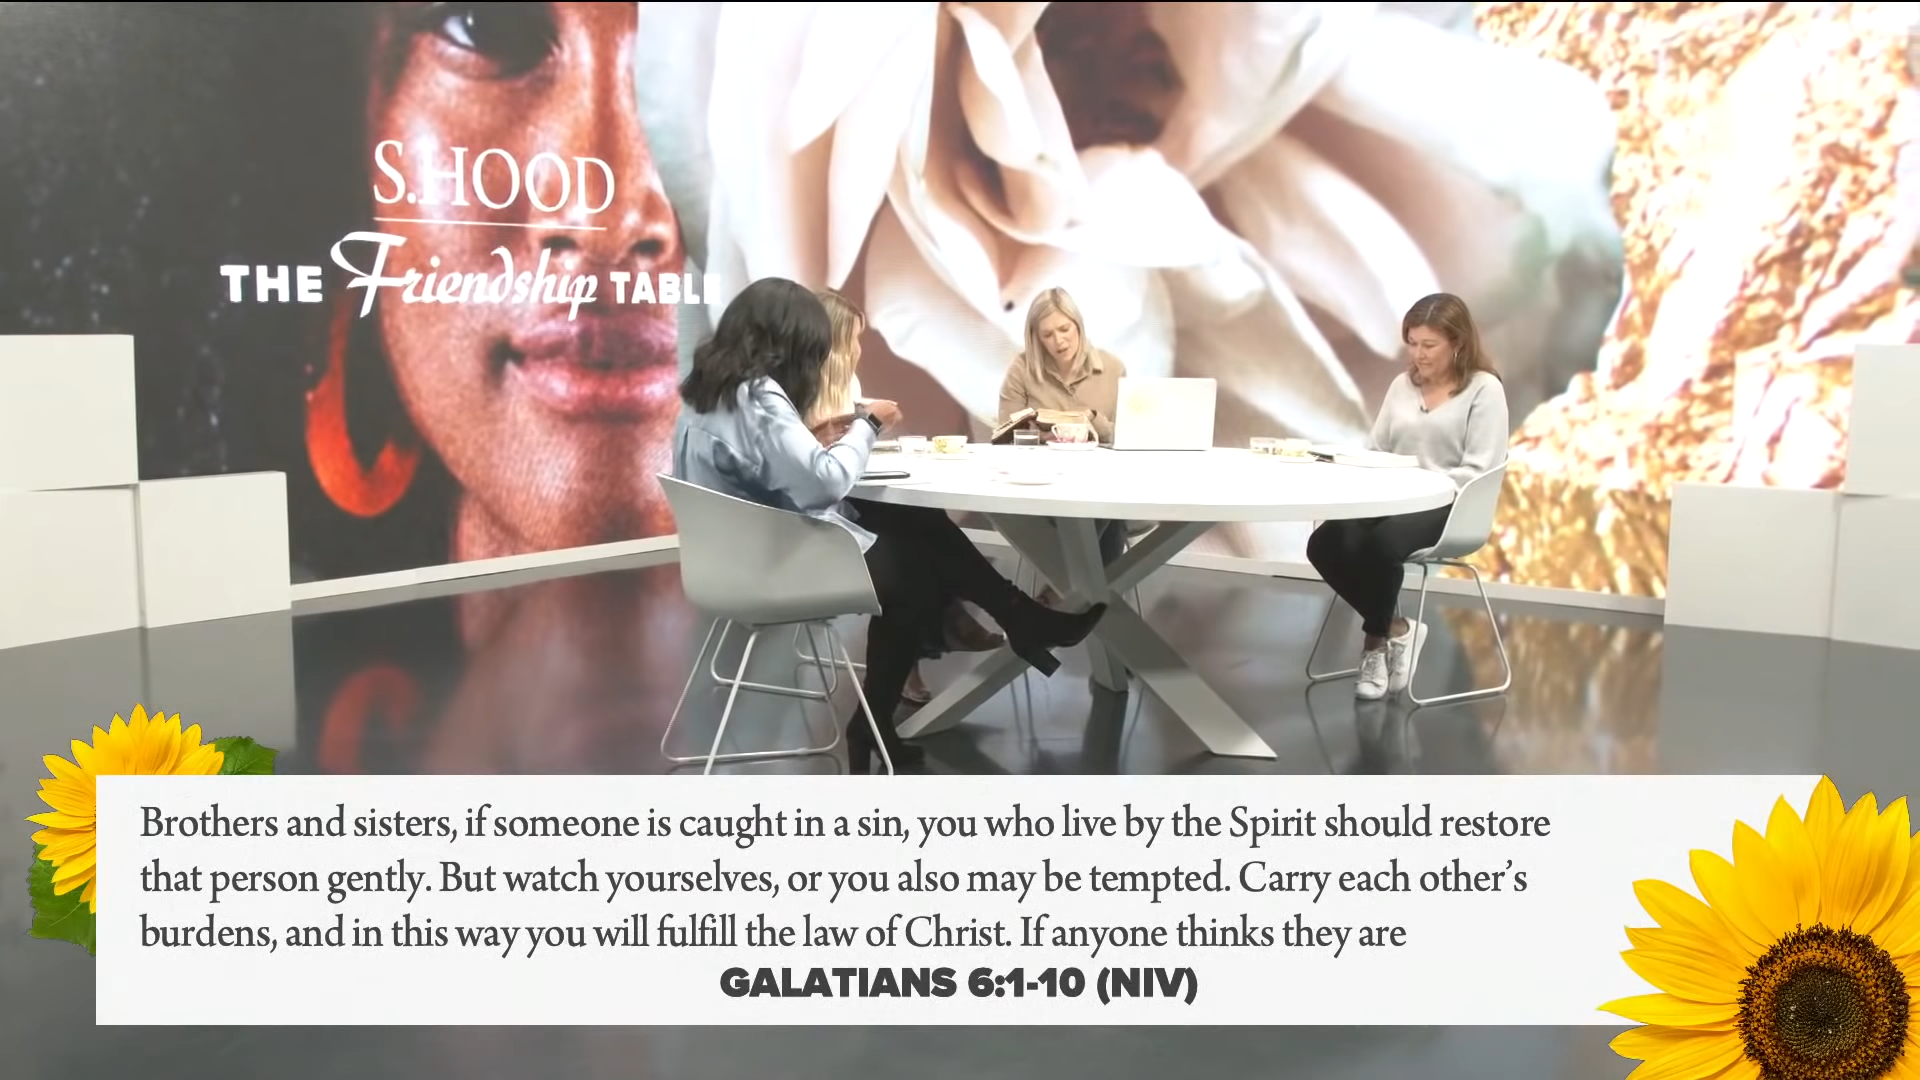 S.HOOD
THE Friendship TABLE
Brothers and sisters, if someone is caught in a sin, you who live by the Spirit should restore
that person gently. But watch yourselves, or you also may be tempted. Carry each other’s
burdens, and in this way you will fulfill the law of Christ. If anyone thinks they are
GALATIANS 6:1-10 (NIV)